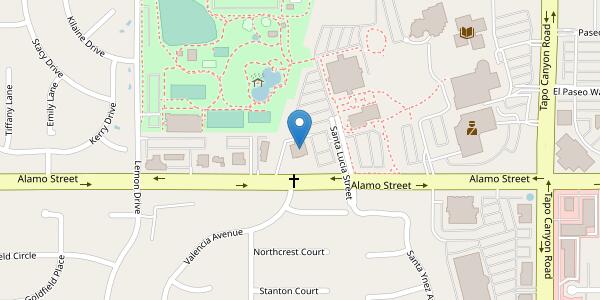 Kilaine Drive
Stacy Drive
Tiffany Lane
Emily Lane
Kerry Drive
Tapo Canyon Road
Paseo
El Paseo Wa
Santa Lucia Street
Alamo Street
Alamo Street
Alamo Street
Lemon Drive
Tapo Canyon Road
Valencia Avenue
Northcrest Court
Santa Ynez A
eld Circle
Goldfield Place
Stanton Court